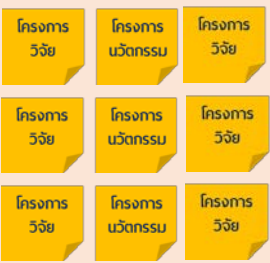 โครงการ
วิจัย
โครงการ
นวัตกรรม
โครงการ
วิจัย
โครงการ
วิจัย
โครงการ
นวัตกรรม
โครงการ
วิจัย
โครงการ
วิจัย
โครงการ
นวัตกรรม
โครงการ
วิจัย